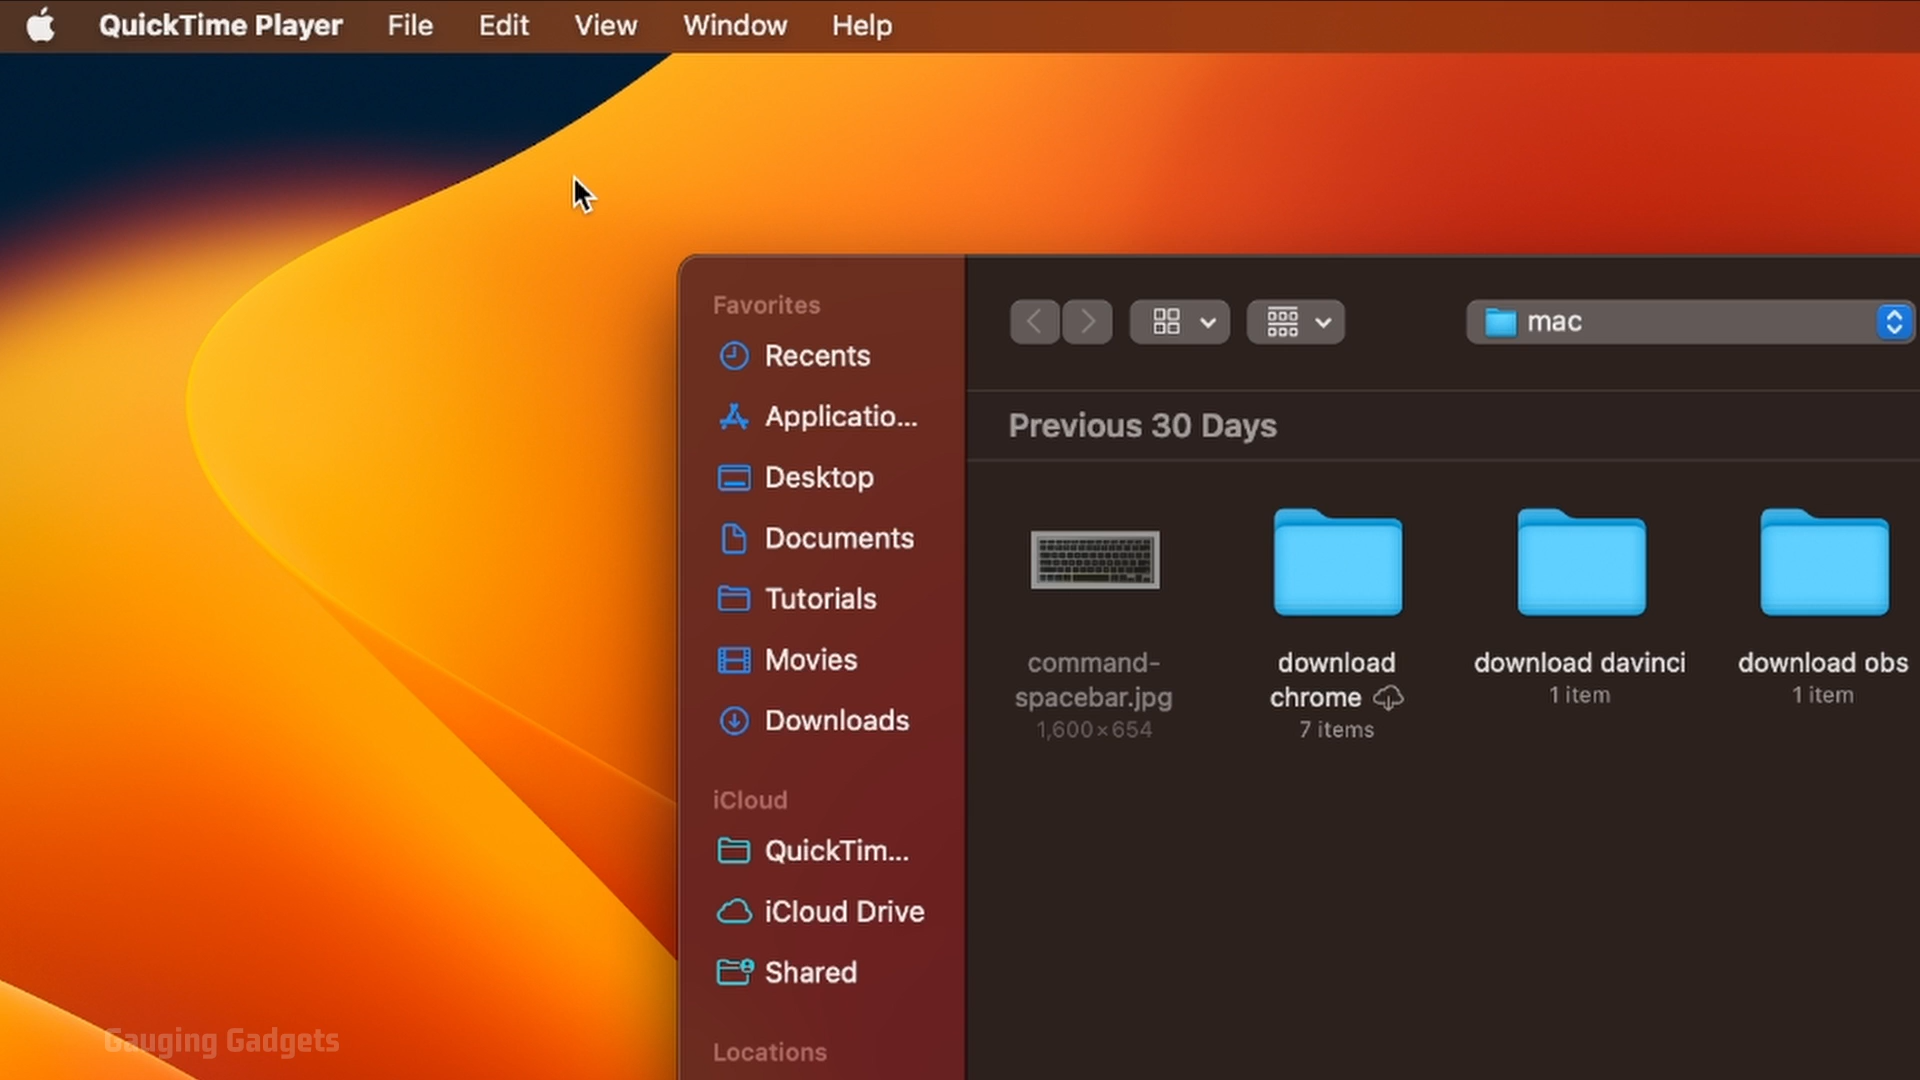 QuickTime Player File Edit View Window Help
Favorites
Recents
Applicatio...
Desktop
Documents
Tutorials
Movies
Downloads
iCloud
QuickTim...
iCloud Drive
Shared
Locations
mac
Previous 30 Days
command-
spacebar.jpg
1,600×654
download
chrome
7 items
download davinci
1 item
download obs
1 item
Gauging Gadgets